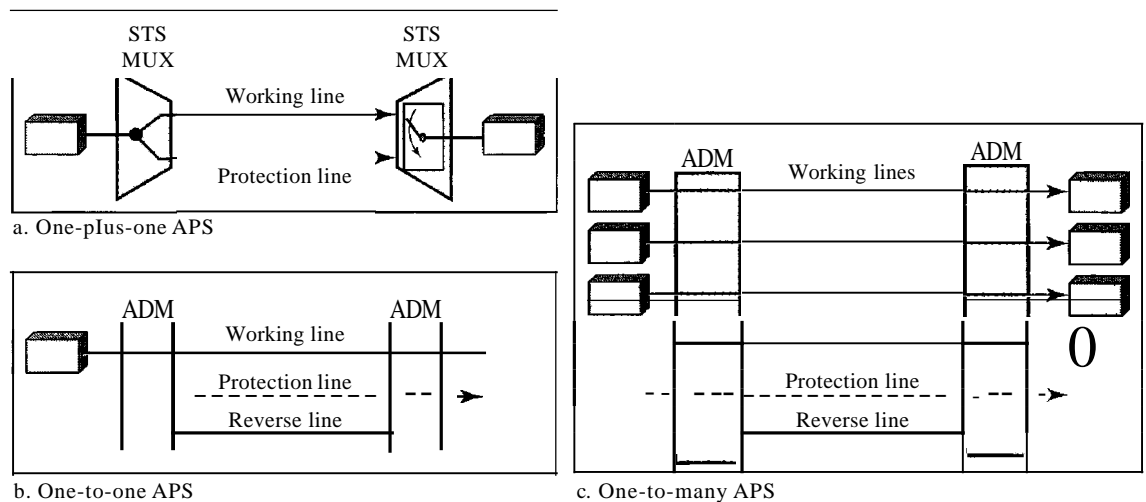 STS
MUX
STS
MUX
Working line
Protection line
a. One-pIus-one APS
ADM
ADM
Working line
Protection line
Reverse line
b. One-to-one APS
ADM
ADM
Working lines
0
Protection line
Reverse line
c. One-to-many APS